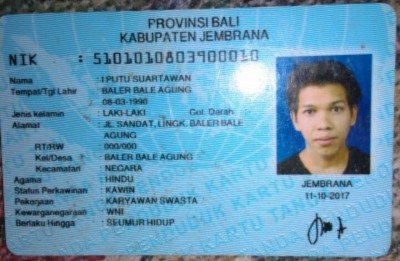 PROVINSI BALI
KABUPATEN JEMBRANA
NIK : 5101010803900010
Nama : I PUTU SUARTAWAN
Tempat/Tgl Lahir : BALER BALE AGUNG
08-03-1990
Jenis kelamin : LAKI-LAKI Gol. Darah:
Alamat : JL. SANDAT, LINGK. BALER BALE
AGUNG
RT/RW : 000/000
Kel/Desa : BALER BALE AGUNG
Kecamatan : NEGARA
Agama : HINDU
Status Perkawinan : KAWIN
Pekerjaan : KARYAWAN SWASTA
Kewarganegaraan : WNI
Berlaku Hingga : SEUMUR HIDUP
JEMBRANA
11-10-2017